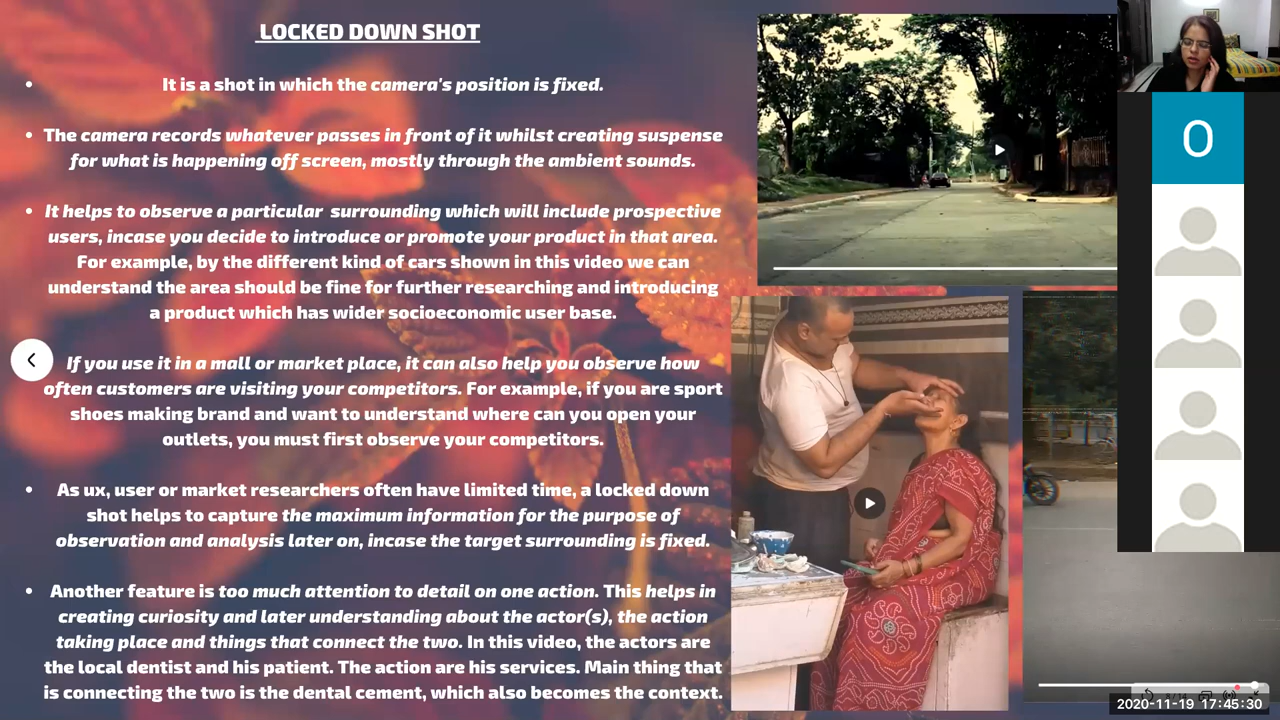 LOCKED DOWN SHOT
• It is a shot in which the camera's position is fixed.
• The camera records whatever passes in front of it whilst creating suspense
for what is happening off screen, mostly through the ambient sounds.
• It helps to observe a particular surrounding which will include prospective
users, incase you decide to introduce or promote your product in that area.
For example, by the different kind of cars shown in this video we can
understand the area should be fine for further researching and introducing
a product which has wider socioeconomic user base.
If you use it in a mall or market place, it can also help you observe how
often customers are visiting your competitors. For example, if you are sport
shoes making brand and want to understand where can you open your
outlets, you must first observe your competitors.
• As ux, user or market researchers often have limited time, a locked down
shot helps to capture the maximum information for the purpose of
observation and analysis later on, incase the target surrounding is fixed.
• Another feature is too much attention to detail on one action. This helps in
creating curiosity and later understanding about the actor(s), the action
taking place and things that connect the two. In this video, the actors are
the local dentist and his patient. The action are his services. Main thing that
is connecting the two is the dental cement, which also becomes the context.
O
2020-11-19 17:45:30